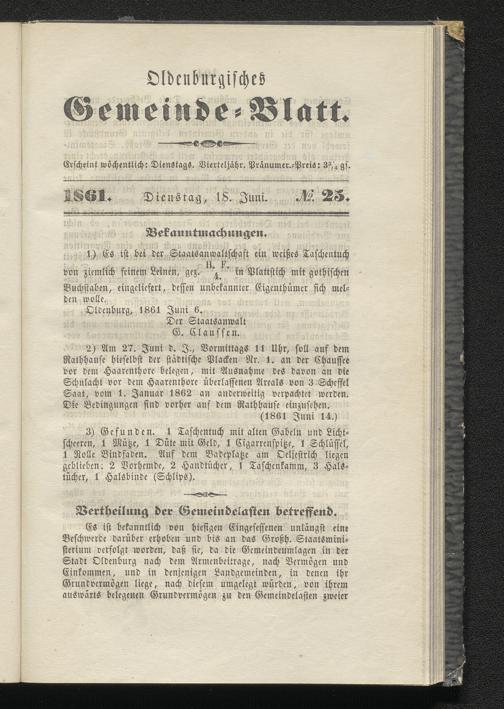 Oldenburgisches
Gemeinde-Blatt.
Erscheint wöchentlich: Dienstags. Vierteljähr. Pränumer.-Preis: 3¾ gs.
1861. Dienstag, 18. Juni. № 25.
Bekanntmachungen.
1) Es ist bei der Staatsanwaltschaft ein weißes Taschentuch
von ziemlich feinem Leinen, gez. H. F. 4. in Plattstich mit gothischen
Buchstaben, eingeliefert, dessen unbekannter Eigenthümer sich mel-
den wolle.
Oldenburg, 1861 Juni 6.
Der Staatsanwalt
G. Claussen.
2) Am 27. Juni d. J., Vormittags 11 Uhr, soll auf dem
Rathhause hieselbst der städtische Placken Nr. 1. an der Chaussee
vor dem Haarenthore belegen, mit Ausnahme des davon an die
Schulacht vor dem Haarenthore überlassenen Areals von 3 Scheffel
Saat, vom 1. Januar 1862 an anderweitig verpachtet werden.
Die Bedingungen sind vorher auf dem Rathhause einzusehen.
(1861 Juni 14.)
3) Gefunden. 1 Taschentuch mit alten Gabeln und Licht-
scheeren, 1 Mütze, 1 Düte mit Geld, 1 Cigarrenspitze, 1 Schlüssel,
1 Rolle Bindfaden. Auf dem Badeplatze am Oeljestrich liegen
geblieben: 2 Vorhemde, 2 Handtücher, 1 Taschenkamm, 3 Hals-
tücher, 1 Halsbinde (Schlips).
Vertheilung der Gemeindelasten betreffend.
Es ist bekanntlich von hiesigen Eingesessenen unlängst eine
Beschwerde darüber erhoben und bis an das Großh. Staatsmini-
sterium verfolgt worden, daß sie, da die Gemeindeumlagen in der
Stadt Oldenburg nach dem Armenbeitrage, nach Vermögen und
Einkommen, und in denjenigen Landgemeinden, in denen ihr
Grundvermögen liege, nach diesem umgelegt würden, von ihrem
auswärts belegenen Grundvermögen zu den Gemeindelasten zweier